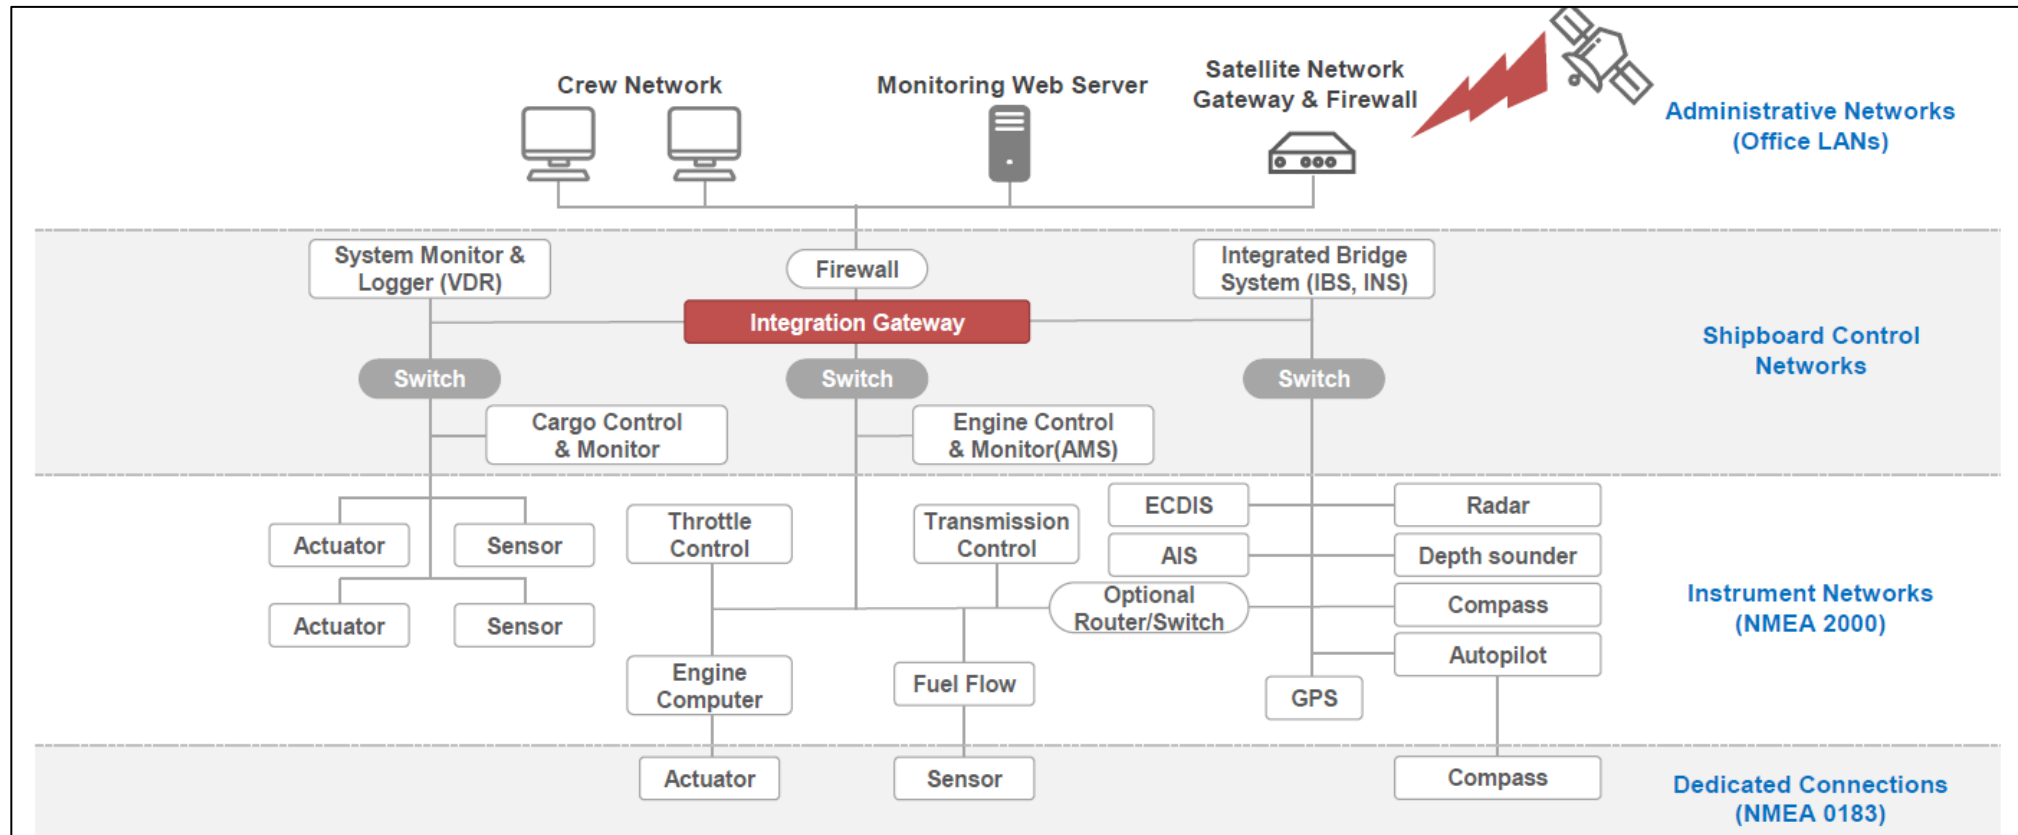 Crew Network
Monitoring Web Server
Satellite Network
Gateway & Firewall
Administrative Networks
(Office LANs)
System Monitor &
Logger (VDR)
Firewall
Integrated Bridge
System (IBS, INS)
Integration Gateway
Shipboard Control
Networks
Switch
Switch
Switch
Cargo Control
& Monitor
Engine Control
& Monitor(AMS)
ECDIS
Radar
Actuator
Sensor
Throttle
Control
Transmission
Control
AIS
Depth sounder
Actuator
Sensor
Optional
Router/Switch
Compass
Instrument Networks
(NMEA 2000)
Autopilot
Engine
Computer
Fuel Flow
GPS
Actuator
Sensor
Compass
Dedicated Connections
(NMEA 0183)